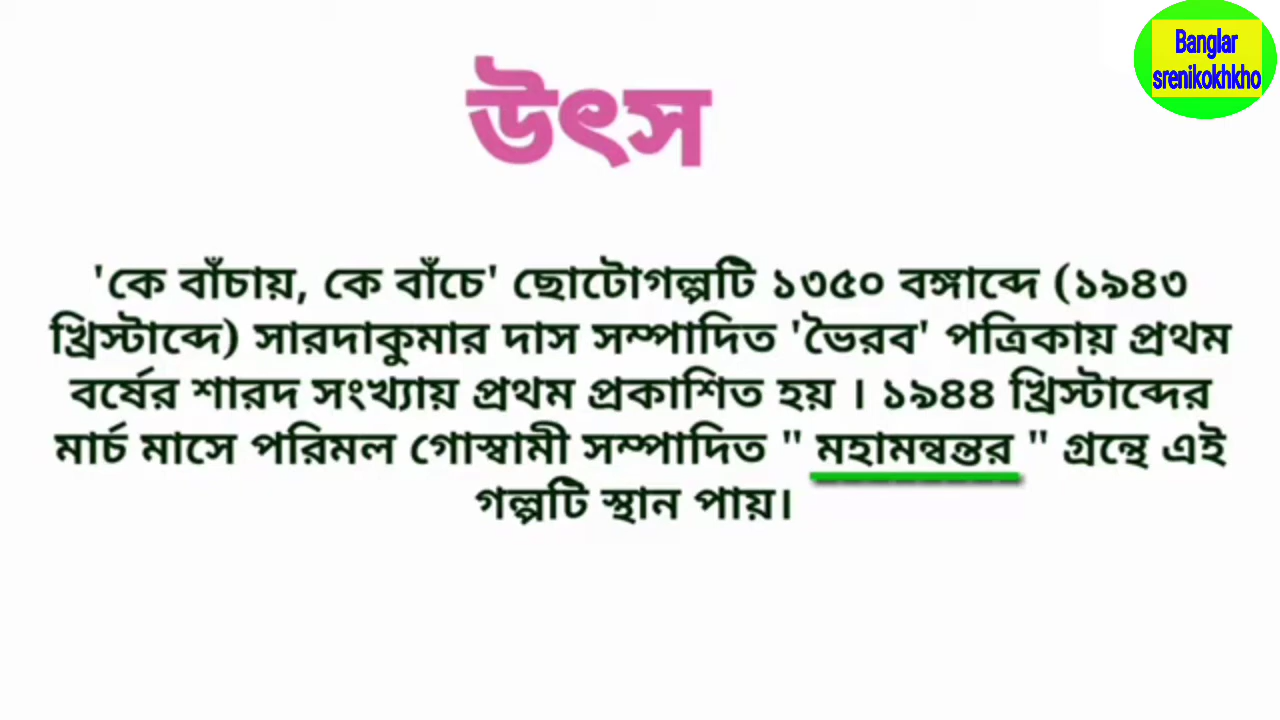 Banglar
srenikokhkho
উৎস
'কে বাঁচায়, কে বাঁচে' ছোটোগল্পটি ১৩৫০ বঙ্গাব্দে (১৯৪৩
খ্রিস্টাব্দে) সারদাকুমার দাস সম্পাদিত 'ভৈরব' পত্রিকায় প্রথম
বর্ষের শারদ সংখ্যায় প্রথম প্রকাশিত হয় । ১৯৪৪ খ্রিস্টাব্দের
মার্চ মাসে পরিমল গোস্বামী সম্পাদিত " মহামন্বন্তর " গ্রন্থে এই
গল্পটি স্থান পায়।